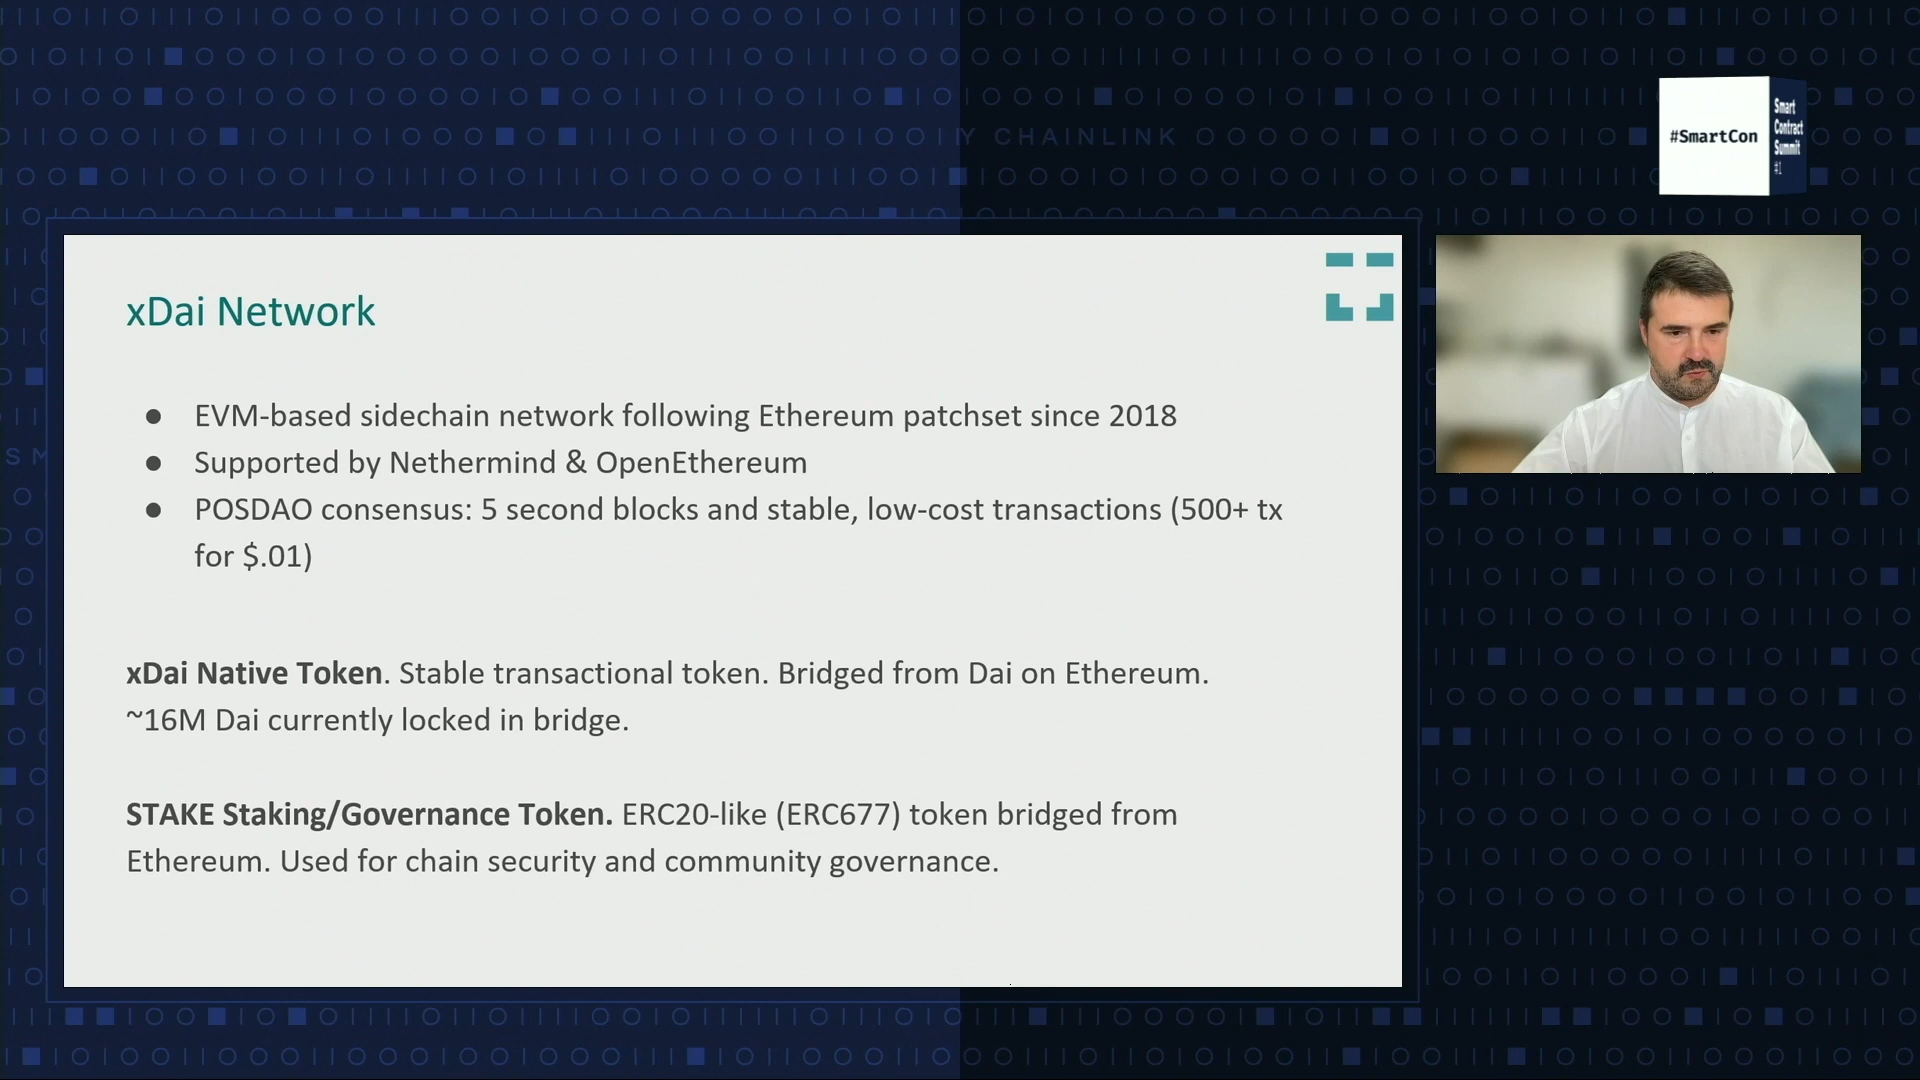 Y CHAINLINK
#SmartCon
Smart
Contract
Summit
#1
xDai Network
● EVM-based sidechain network following Ethereum patchset since 2018
● Supported by Nethermind & OpenEthereum
● POSDAO consensus: 5 second blocks and stable, low-cost transactions (500+ tx
for $.01)
xDai Native Token. Stable transactional token. Bridged from Dai on Ethereum.
~16M Dai currently locked in bridge.
STAKE Staking/Governance Token. ERC20-like (ERC677) token bridged from
Ethereum. Used for chain security and community governance.